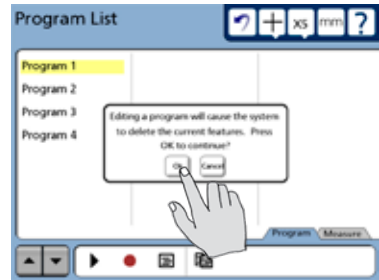 Program List
xs
mm
?
Program 1
Program 2
Program 3
Program 4
Editing a program will cause the system
to delete the current features. Press
OK to continue?
Cancel
Program
Measure